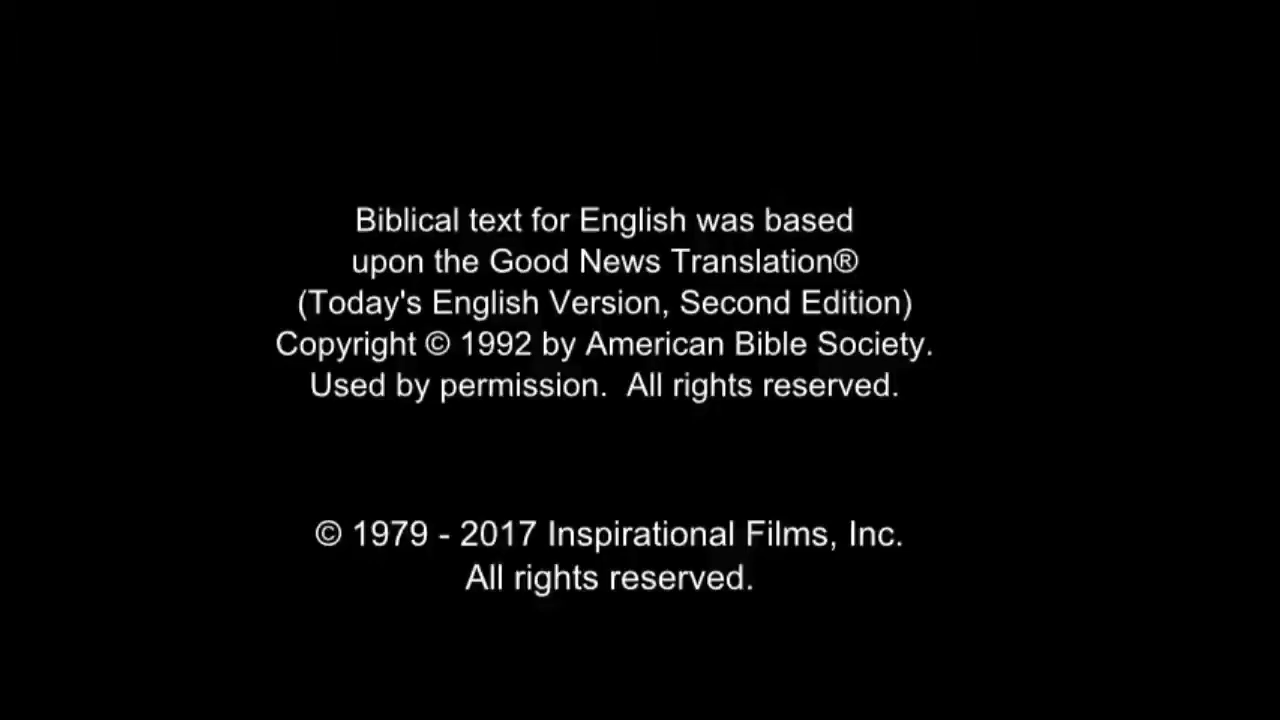 Biblical text for English was based
upon the Good News Translation®
(Today's English Version, Second Edition)
Copyright © 1992 by American Bible Society.
Used by permission.  All rights reserved.
© 1979 - 2017 Inspirational Films, Inc.
All rights reserved.